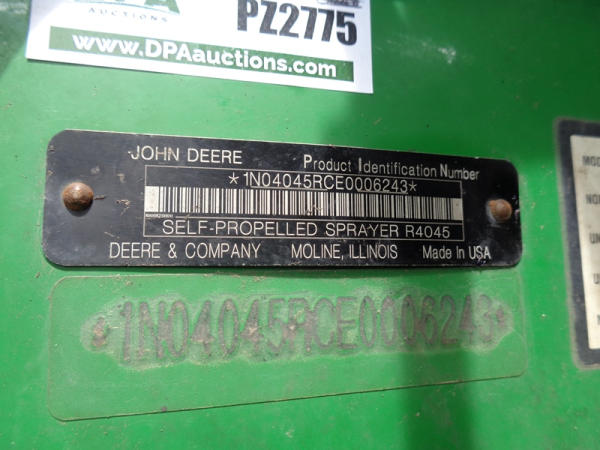 PZ2775
AUCTIONS
www.DPAauctions.com
JOHN DEERE Product Identification Number
*1N04045RCE0006243*
SELF-PROPELLED SPRAYER R4045
DEERE & COMPANY MOLINE, ILLINOIS Made In USA
*1N04045RCE0006243*